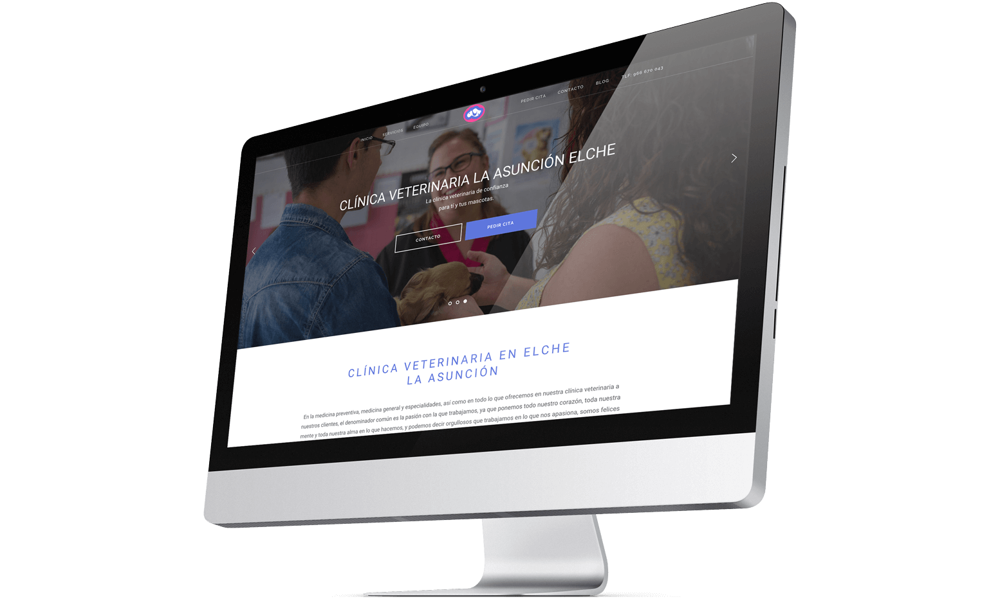 INICIO SERVICIOS EQUIPO PEDIR CITA CONTACTO BLOG TLF: 966 670 043
CLÍNICA VETERINARIA LA ASUNCIÓN ELCHE
La clínica veterinaria de confianza
para tí y tus mascotas.
CONTACTO PEDIR CITA
CLÍNICA VETERINARIA EN ELCHE
LA ASUNCIÓN
En la medicina preventiva, medicina general y especialidades, así como en todo lo que ofrecemos en nuestra clínica veterinaria a
nuestros clientes, el denominador común es la pasión con la que trabajamos, ya que ponemos todo nuestro corazón, toda nuestra
mente y toda nuestra alma en lo que hacemos, y podemos decir orgullosos que trabajamos en lo que nos apasiona, somos felices